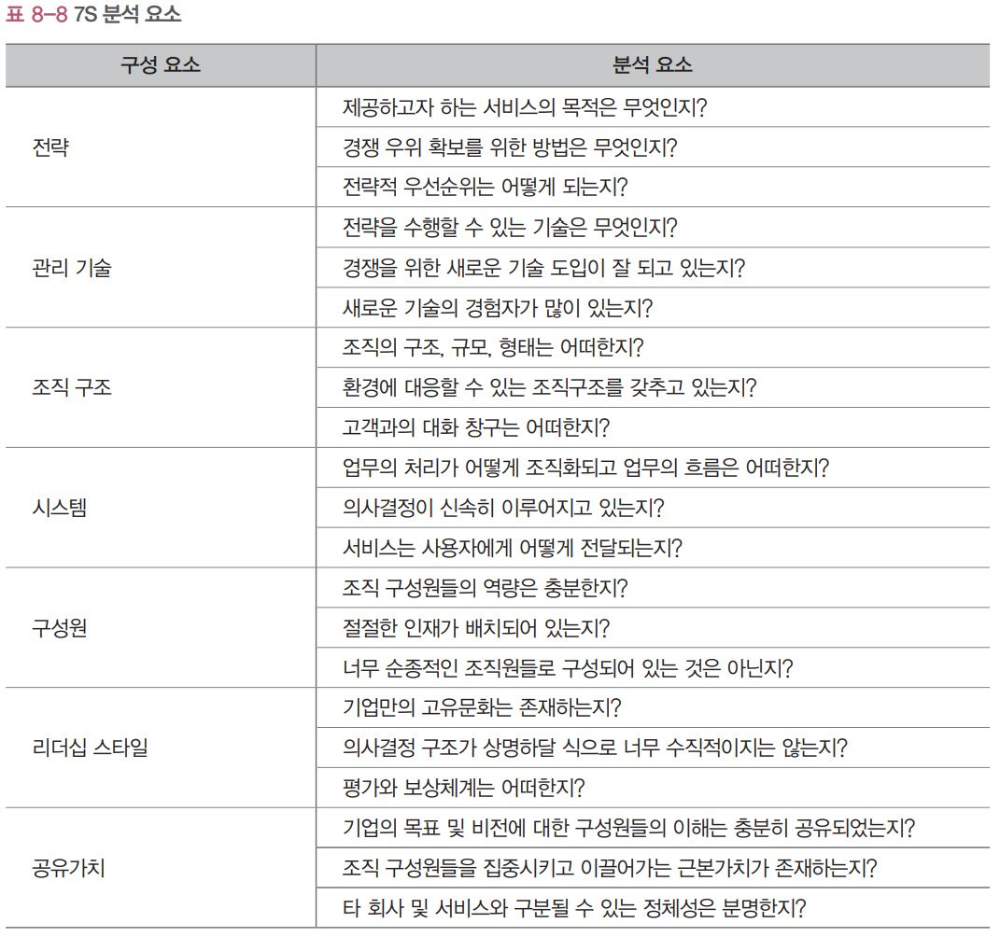 표 8-8 7S 분석 요소
구성 요소
분석 요소
전략
제공하고자 하는 서비스의 목적은 무엇인지?
경쟁 우위 확보를 위한 방법은 무엇인지?
전략적 우선순위는 어떻게 되는지?
관리 기술
전략을 수행할 수 있는 기술은 무엇인지?
경쟁을 위한 새로운 기술 도입이 잘 되고 있는지?
새로운 기술의 경험자가 많이 있는지?
조직 구조
조직의 구조, 규모, 형태는 어떠한지?
환경에 대응할 수 있는 조직구조를 갖추고 있는지?
고객과의 대화 창구는 어떠한지?
시스템
업무의 처리가 어떻게 조직화되고 업무의 흐름은 어떠한지?
의사결정이 신속히 이루어지고 있는지?
서비스는 사용자에게 어떻게 전달되는지?
구성원
조직 구성원들의 역량은 충분한지?
절절한 인재가 배치되어 있는지?
너무 순종적인 조직원들로 구성되어 있는 것은 아닌지?
리더십 스타일
기업만의 고유문화는 존재하는지?
의사결정 구조가 상명하달 식으로 너무 수직적이지는 않는지?
평가와 보상체계는 어떠한지?
공유가치
기업의 목표 및 비전에 대한 구성원들의 이해는 충분히 공유되었는지?
조직 구성원들을 집중시키고 이끌어가는 근본가치가 존재하는지?
타 회사 및 서비스와 구분될 수 있는 정체성은 분명한지?